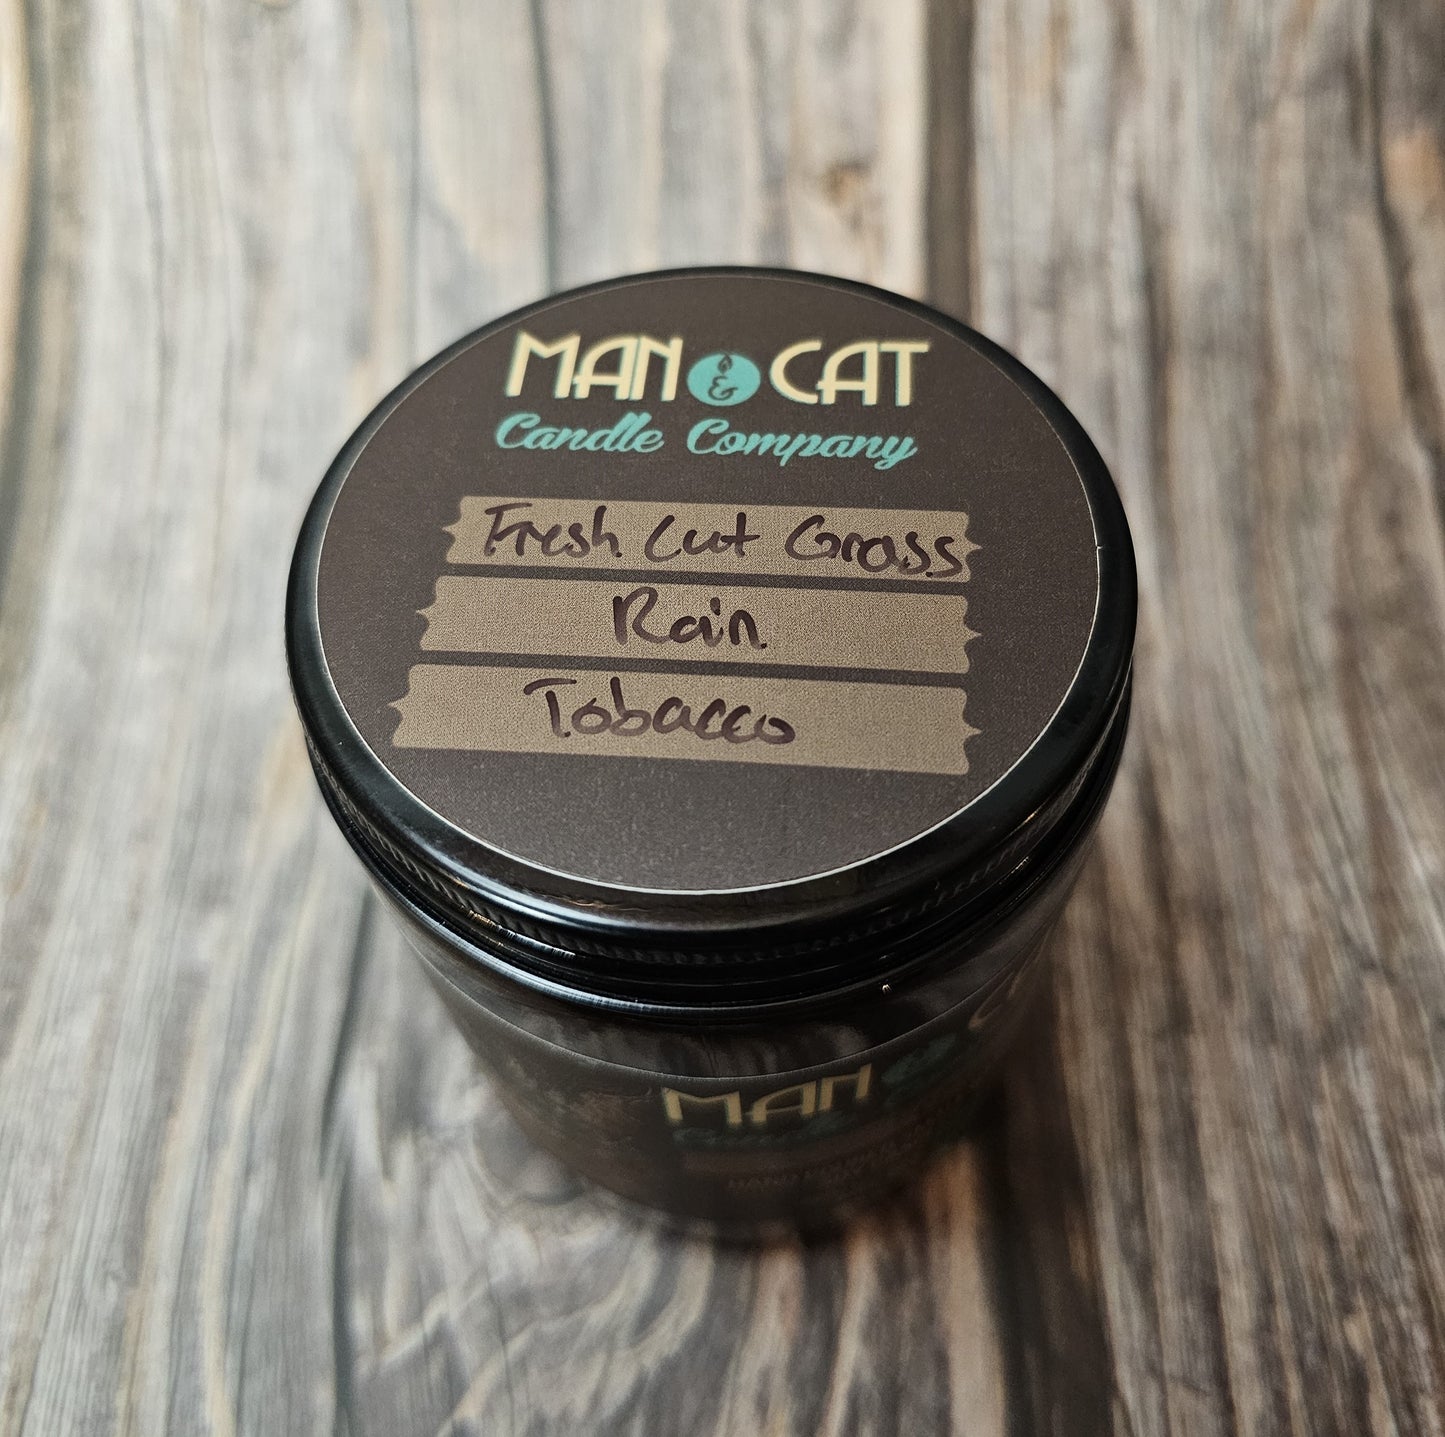 MAN & CAT
Candle Company
Fresh Cut Grass
Rain
Tobacco
MAN